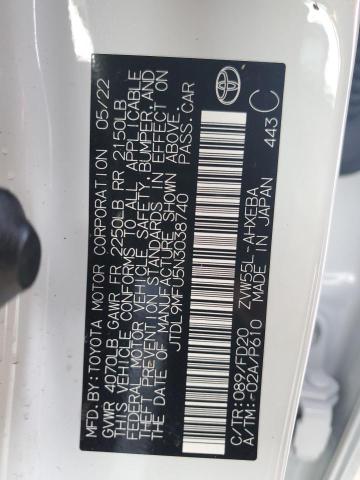 MFD. BY: TOYOTA MOTOR CORPORATION 05/22
GVWR 4070LB GAWR FR 2250LB RR 2150LB
THIS VEHICLE CONFORMS TO ALL APPLICABLE
FEDERAL MOTOR VEHICLE SAFETY, BUMPER, AND
THEFT PREVENTION STANDARDS IN EFFECT ON
THE DATE OF MANUFACTURE SHOWN ABOVE.
JTDL9MFU5N3038740 PASS.CAR
C/TR: 089/FD20 ZVW55L-AHXEBA
A/TM: -02A/P610 MADE IN JAPAN 443 C
TOYOTA